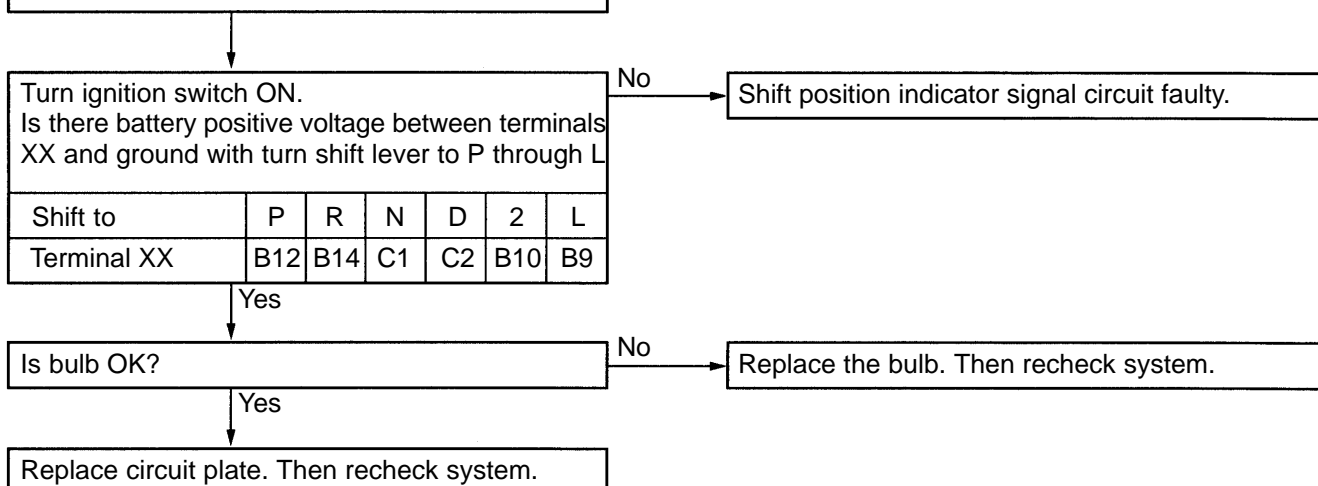 Turn ignition switch ON.
Is there battery positive voltage between terminals
XX and ground with turn shift lever to P through L
No
Shift position indicator signal circuit faulty.
Shift to P R N D 2 L
Terminal XX B12 B14 C1 C2 B10 B9
Yes
Is bulb OK?
No
Replace the bulb. Then recheck system.
Yes
Replace circuit plate. Then recheck system.